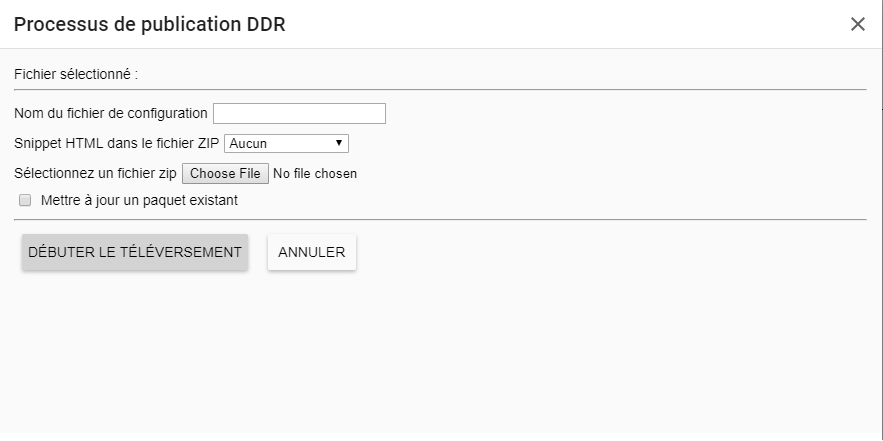 Processus de publication DDR
Fichier sélectionné :
Nom du fichier de configuration
Snippet HTML dans le fichier ZIP Aucun
Sélectionnez un fichier zip Choose File No file chosen
Mettre à jour un paquet existant
DÉBUTER LE TÉLÉVERSEMENT ANNULER